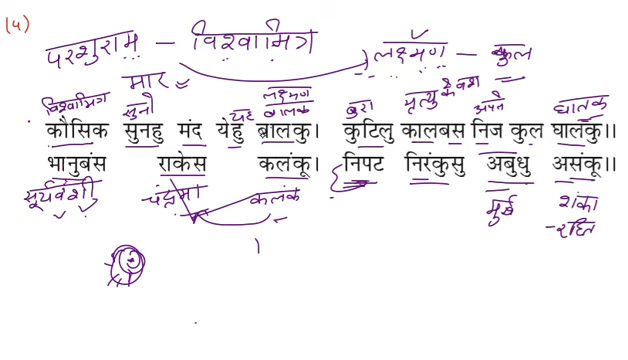 (५)
परशुराम — विश्वामित्र लक्ष्मण — कुल
मार
विश्वामित्र सुनो यह लक्ष्मण बालक बुरा मृत्यु के वश अपने घातक
कौसिक सुनहु मंद येहु बालकु। कुटिलु कालबस निज कुल घालकु॥
भानुबंस राकेस कलंकू। निपट निरंकुसु अबुधु असंकू॥
सूर्यवंशी चंद्रमा कलंक मुर्ख शंका
- रहित